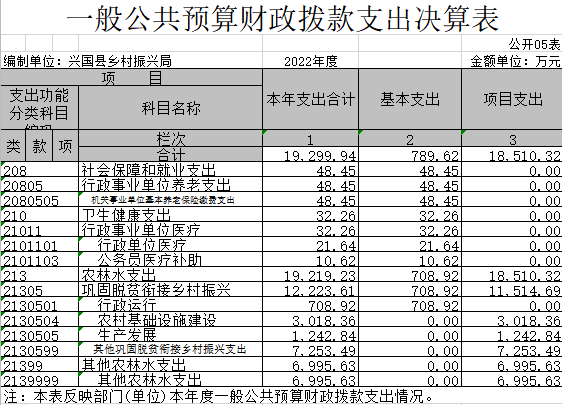 一般公共预算财政拨款支出决算表
公开05表
编制单位：兴国县乡村振兴局 2022年度 金额单位：万元
项 目 本年支出合计 基本支出 项目支出
支出功能分类科目编码 科目名称
类 款 项 栏次 1 2 3
合计 19,299.94 789.62 18,510.32
208 社会保障和就业支出 48.45 48.45 0.00
20805 行政事业单位养老支出 48.45 48.45 0.00
2080505 机关事业单位基本养老保险缴费支出 48.45 48.45 0.00
210 卫生健康支出 32.26 32.26 0.00
21011 行政事业单位医疗 32.26 32.26 0.00
2101101 行政单位医疗 21.64 21.64 0.00
2101103 公务员医疗补助 10.62 10.62 0.00
213 农林水支出 19,219.23 708.92 18,510.32
21305 巩固脱贫衔接乡村振兴 12,223.61 708.92 11,514.69
2130501 行政运行 708.92 708.92 0.00
2130504 农村基础设施建设 3,018.36 0.00 3,018.36
2130505 生产发展 1,242.84 0.00 1,242.84
2130599 其他巩固脱贫衔接乡村振兴支出 7,253.49 0.00 7,253.49
21399 其他农林水支出 6,995.63 0.00 6,995.63
2139999 其他农林水支出 6,995.63 0.00 6,995.63
注：本表反映部门(单位)本年度一般公共预算财政拨款支出情况。